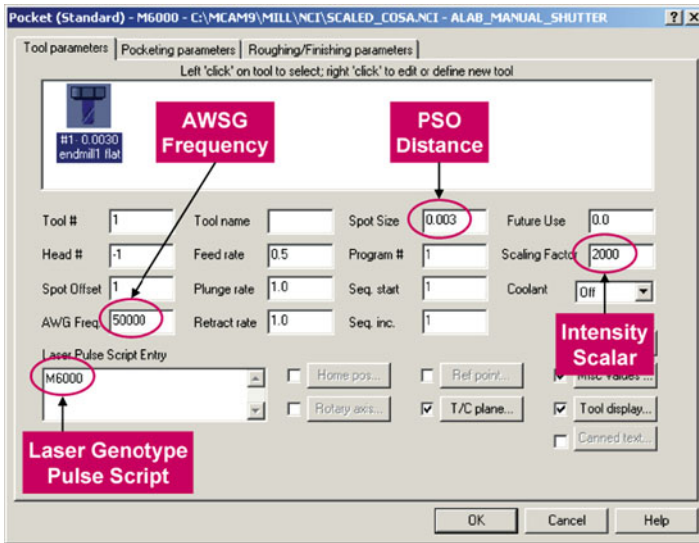 Pocket (Standard) - M6000 - C:\MCAM9\MILL\NCI\SCALED_COSA.NCI - ALAB_MANUAL_SHUTTER
Tool parameters
Pocketing parameters
Roughing/Finishing parameters
Left 'click' on tool to select; right 'click' to edit or define new tool
#1- 0.0030
endmill1 flat
AWSG
Frequency
PSO
Distance
Tool # 1
Tool name
Spot Size 0.003
Future Use 0.0
Head # -1
Feed rate 0.5
Program # 1
Scaling Factor 2000
Spot Offset 1
Plunge rate 1.0
Seq. start 1
Coolant Off
AWG Freq. 50000
Retract rate 1.0
Seq. inc. 1
Intensity
Scalar
Laser Pulse Script Entry
M6000
Home pos...
Ref point...
Misc values ...
Rotary axis...
T/C plane...
Tool display...
Canned text...
Laser Genotype
Pulse Script
OK
Cancel
Help